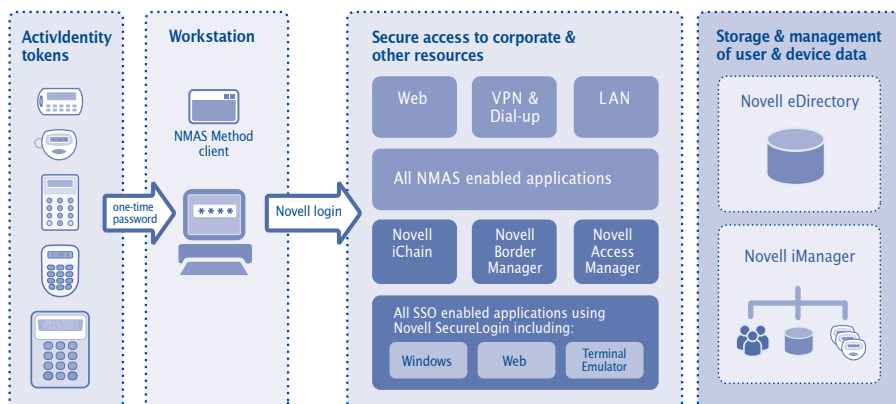 ActivIdentity
tokens
Workstation
NMAS Method
client
one-time
password
****
Novell login
Secure access to corporate &
other resources
Web
VPN &
Dial-up
LAN
All NMAS enabled applications
Novell
iChain
Novell
Border
Manager
Novell
Access
Manager
All SSO enabled applications using
Novell SecureLogin including:
Windows
Web
Terminal
Emulator
Storage & management
of user & device data
Novell eDirectory
Novell iManager